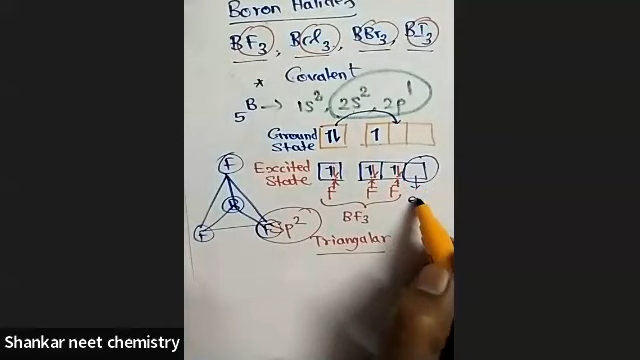 Boron Halides
BF3, BCl3, BBr3, BI3
* Covalent
5B → 1s2, 2s2, 2p1
Ground State ↑↓ ↑
Excited State ↑↓ ↑↓ ↑↓
F F F
BF3
sp2
Triangular
F
B
F F
Shankar neet chemistry